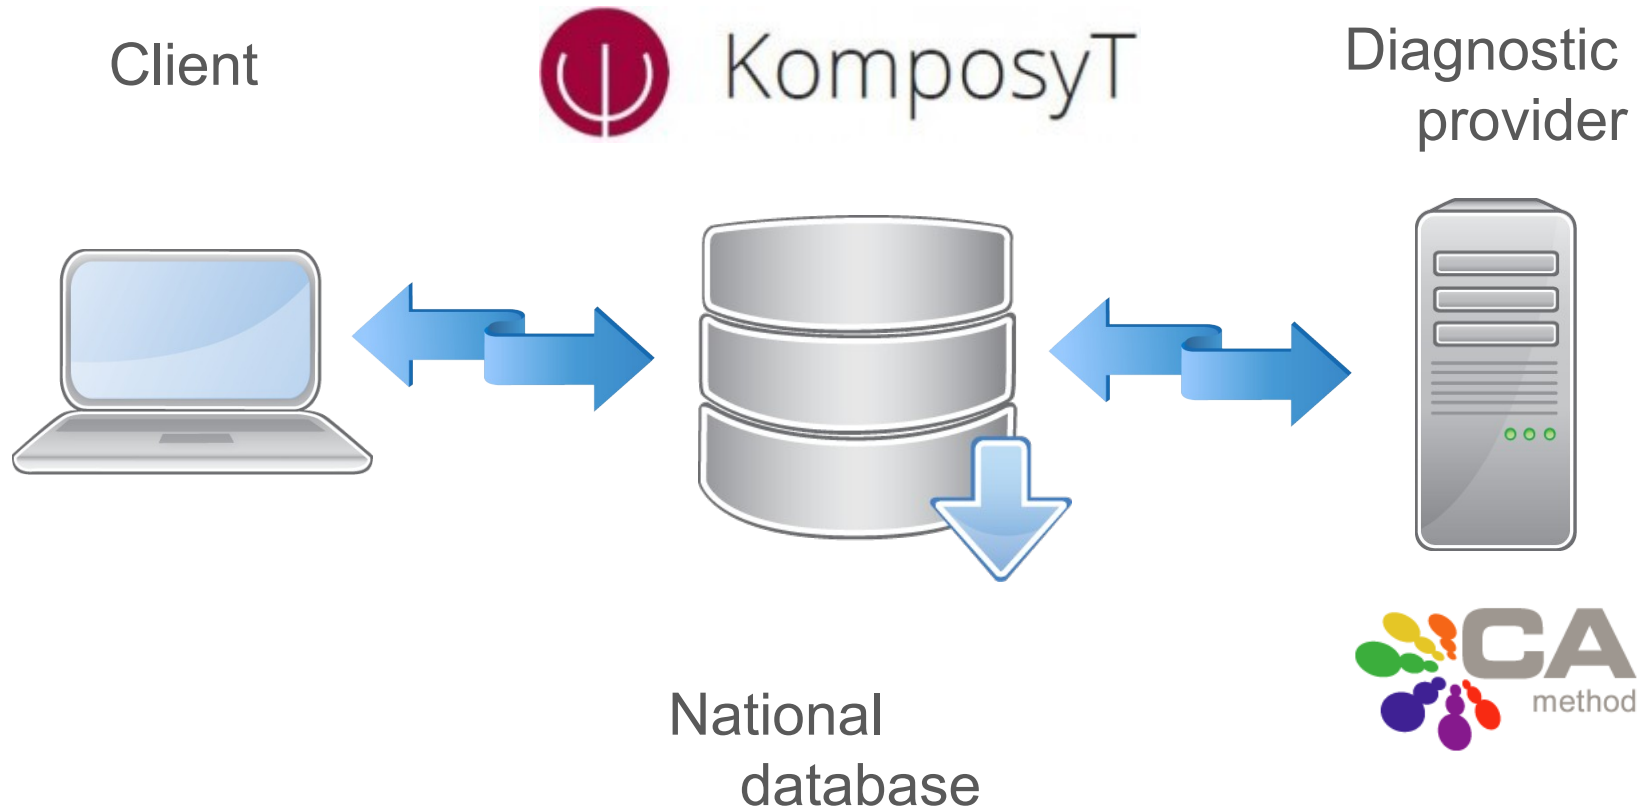 Client
KomposyT
Diagnostic
provider
CA
method
National
database